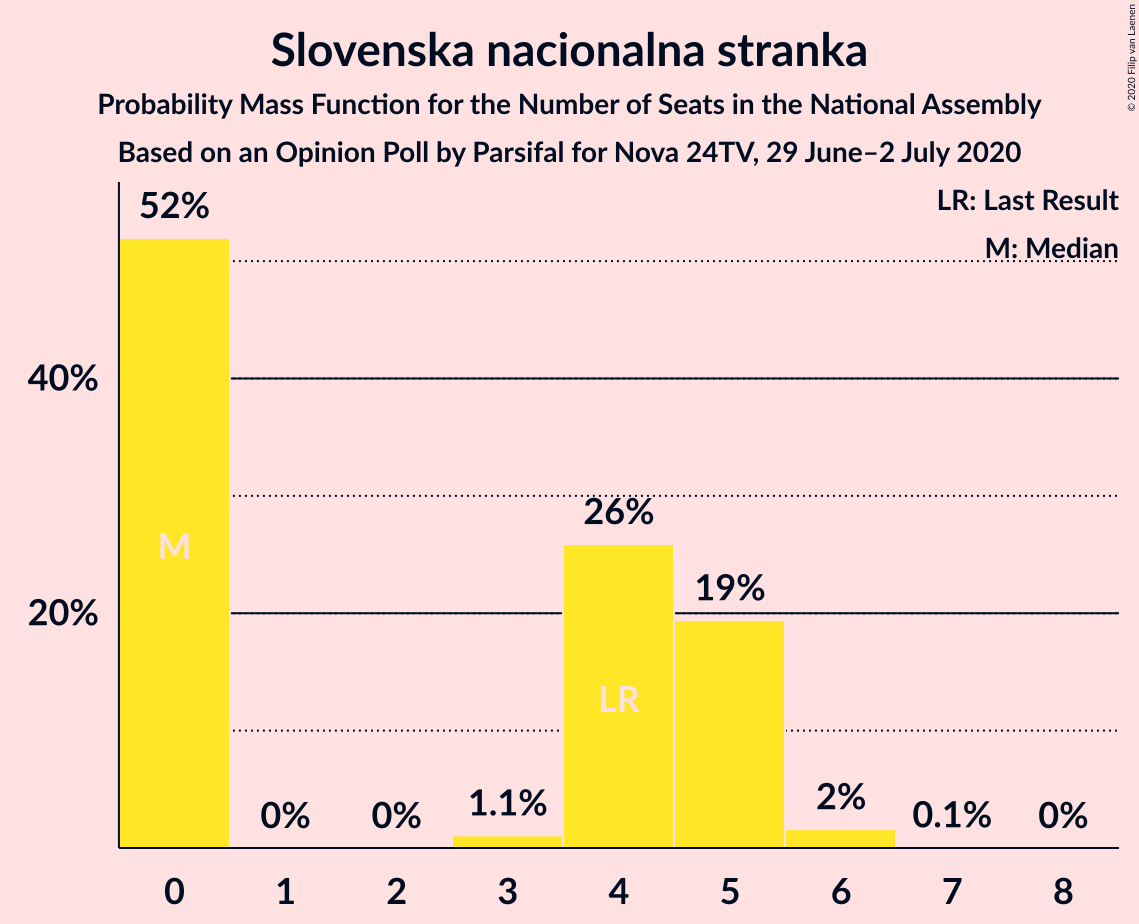 Slovenska nacionalna stranka
Probability Mass Function for the Number of Seats in the National Assembly
Based on an Opinion Poll by Parsifal for Nova 24TV, 29 June–2 July 2020
© 2020 Filip van Laenen
LR: Last Result
M: Median
52%
40%
26%
M
19%
20%
LR
0%
0%
1.1%
2%
0.1%
0%
0
1
2
3
4
5
6
7
8